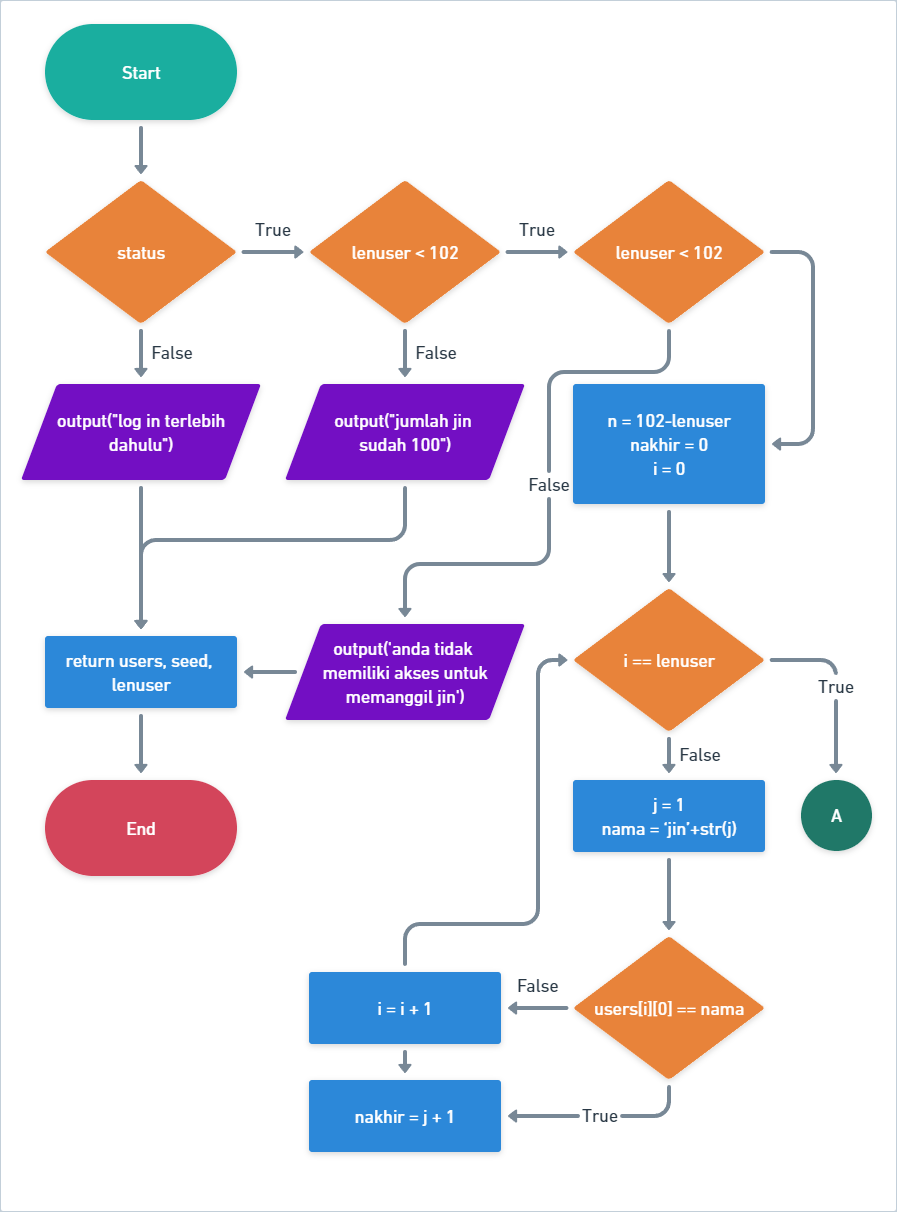 Start
status
True
lenuser < 102
True
lenuser < 102
False
False
output("log in terlebih
dahulu")
output("jumlah jin
sudah 100")
n = 102-lenuser
nakhir = 0
i = 0
False
return users, seed,
lenuser
output('anda tidak
memiliki akses untuk
memanggil jin')
i == lenuser
True
False
End
j = 1
nama = ‘jin’+str(j)
A
False
i = i + 1
users[i][0] == nama
nakhir = j + 1
True